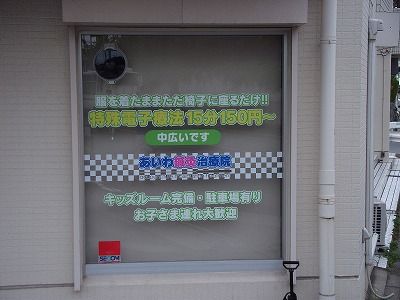 服を着たままただ椅子に座るだけ!!
特殊電子療法15分150円～
中広いです
あいわ 治療院
キッズルーム完備・駐車場有り
お子さま連れ大歓迎
SECOM